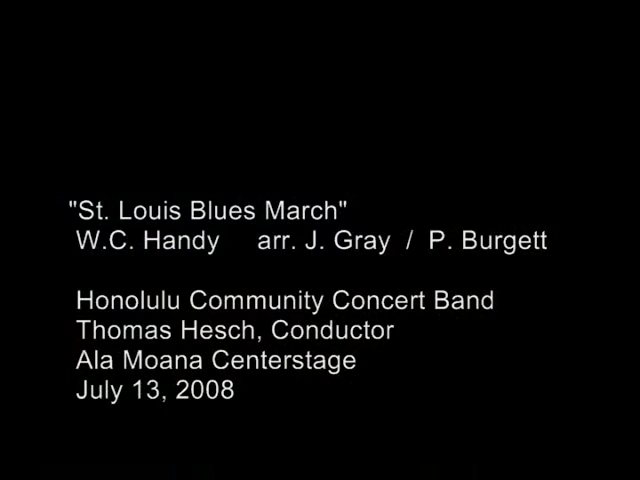 "St. Louis Blues March"
W.C. Handy arr. J. Gray / P. Burgett
Honolulu Community Concert Band
Thomas Hesch, Conductor
Ala Moana Centerstage
July 13, 2008